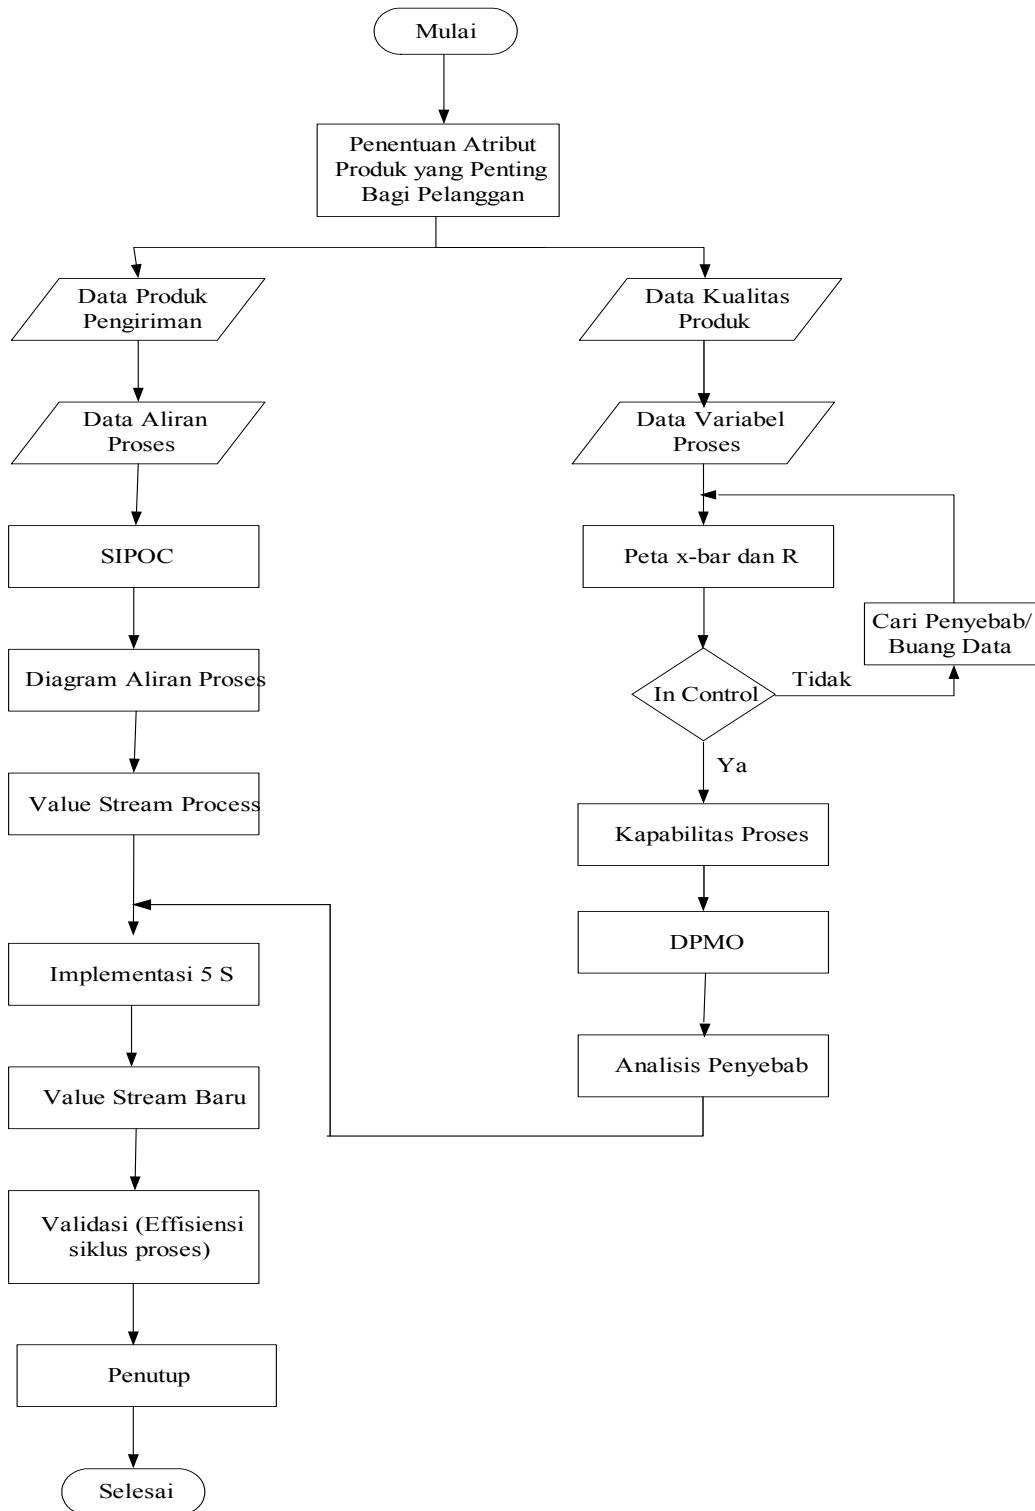 Mulai
Penentuan Atribut
Produk yang Penting
Bagi Pelanggan
Data Produk
Pengiriman
Data Kualitas
Produk
Data Aliran
Proses
Data Variabel
Proses
SIPOC
Peta x-bar dan R
Cari Penyebab/
Buang Data
Diagram Aliran Proses
In Control
Tidak
Ya
Value Stream Process
Kapabilitas Proses
DPMO
Implementasi 5 S
Analisis Penyebab
Value Stream Baru
Validasi (Effisiensi
siklus proses)
Penutup
Selesai